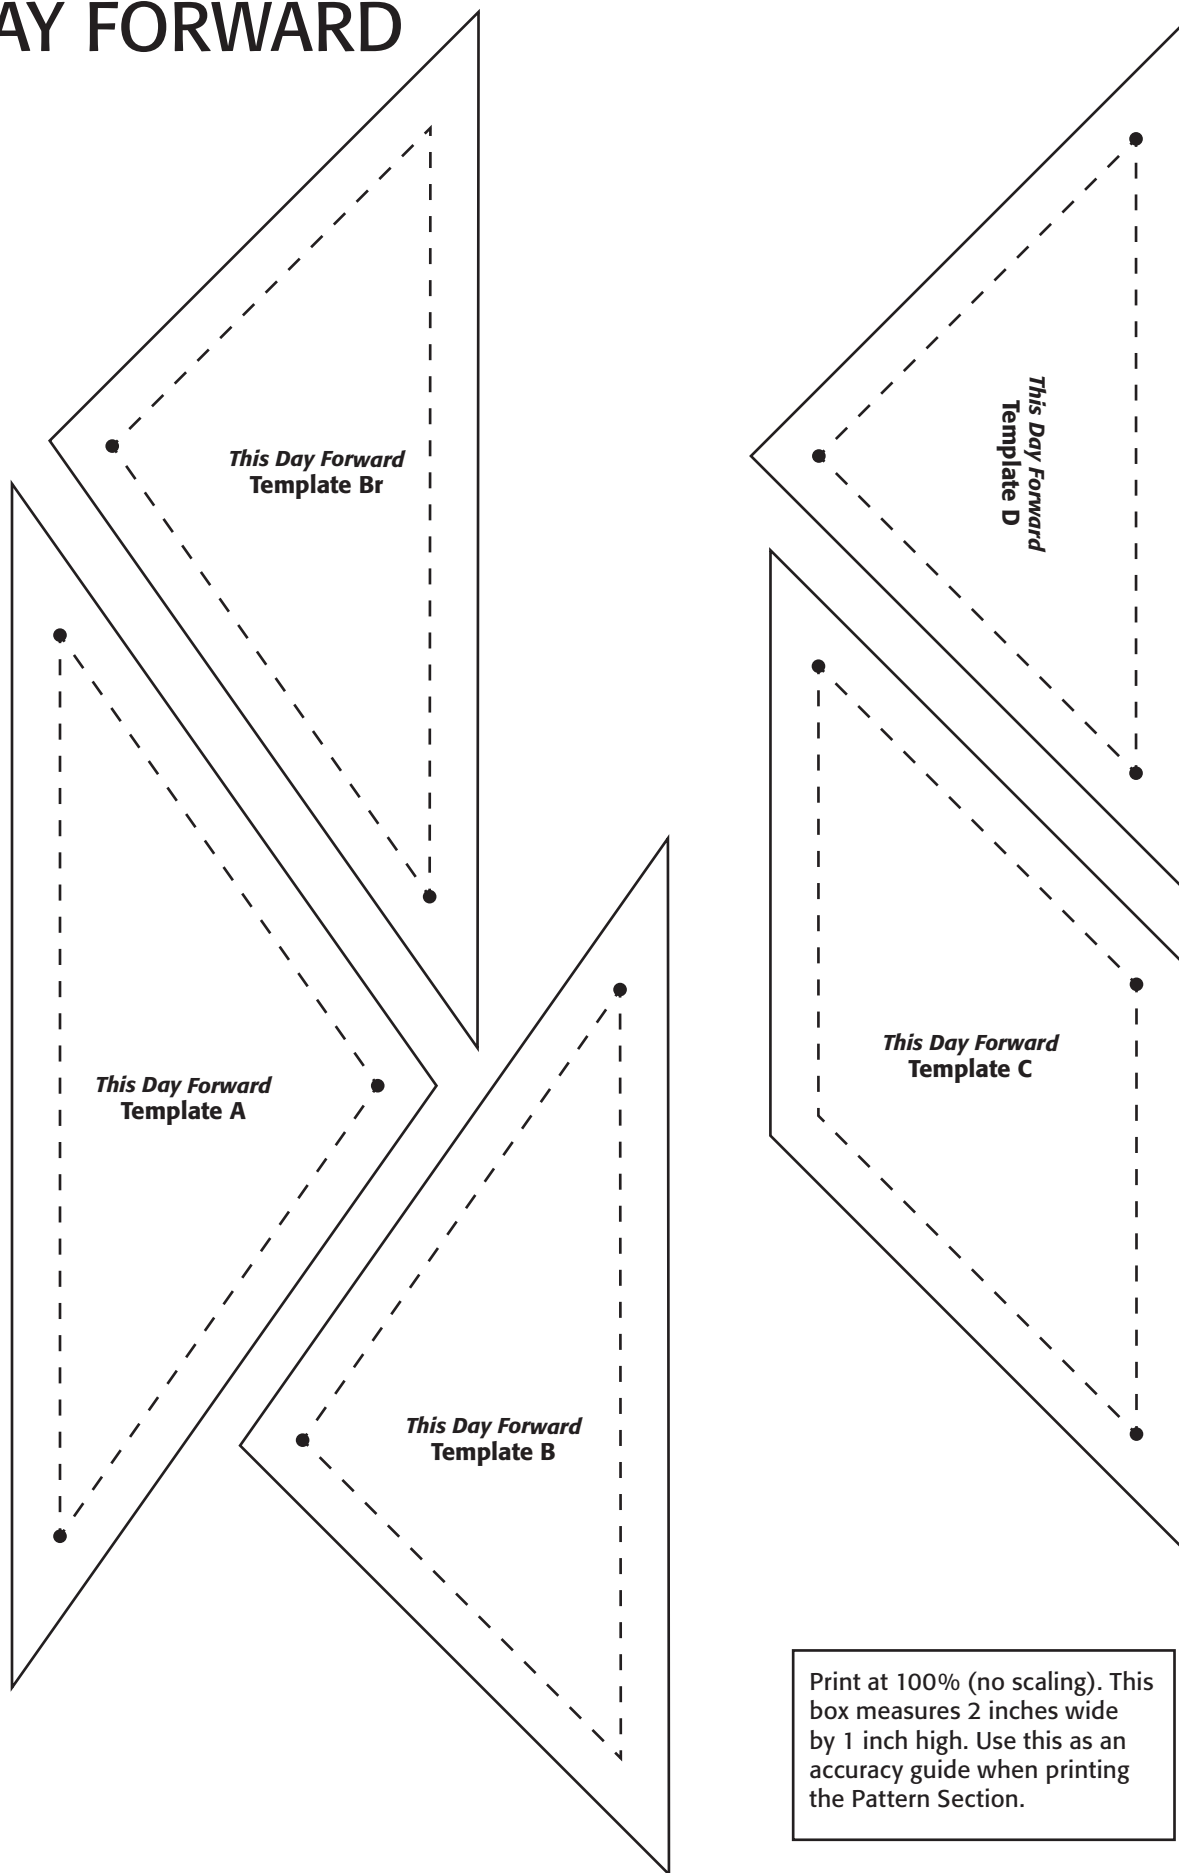 AY FORWARD
This Day Forward
Template Br
This Day Forward
Template D
This Day Forward
Template C
This Day Forward
Template A
This Day Forward
Template B
Print at 100% (no scaling). This
box measures 2 inches wide
by 1 inch high. Use this as an
accuracy guide when printing
the Pattern Section.